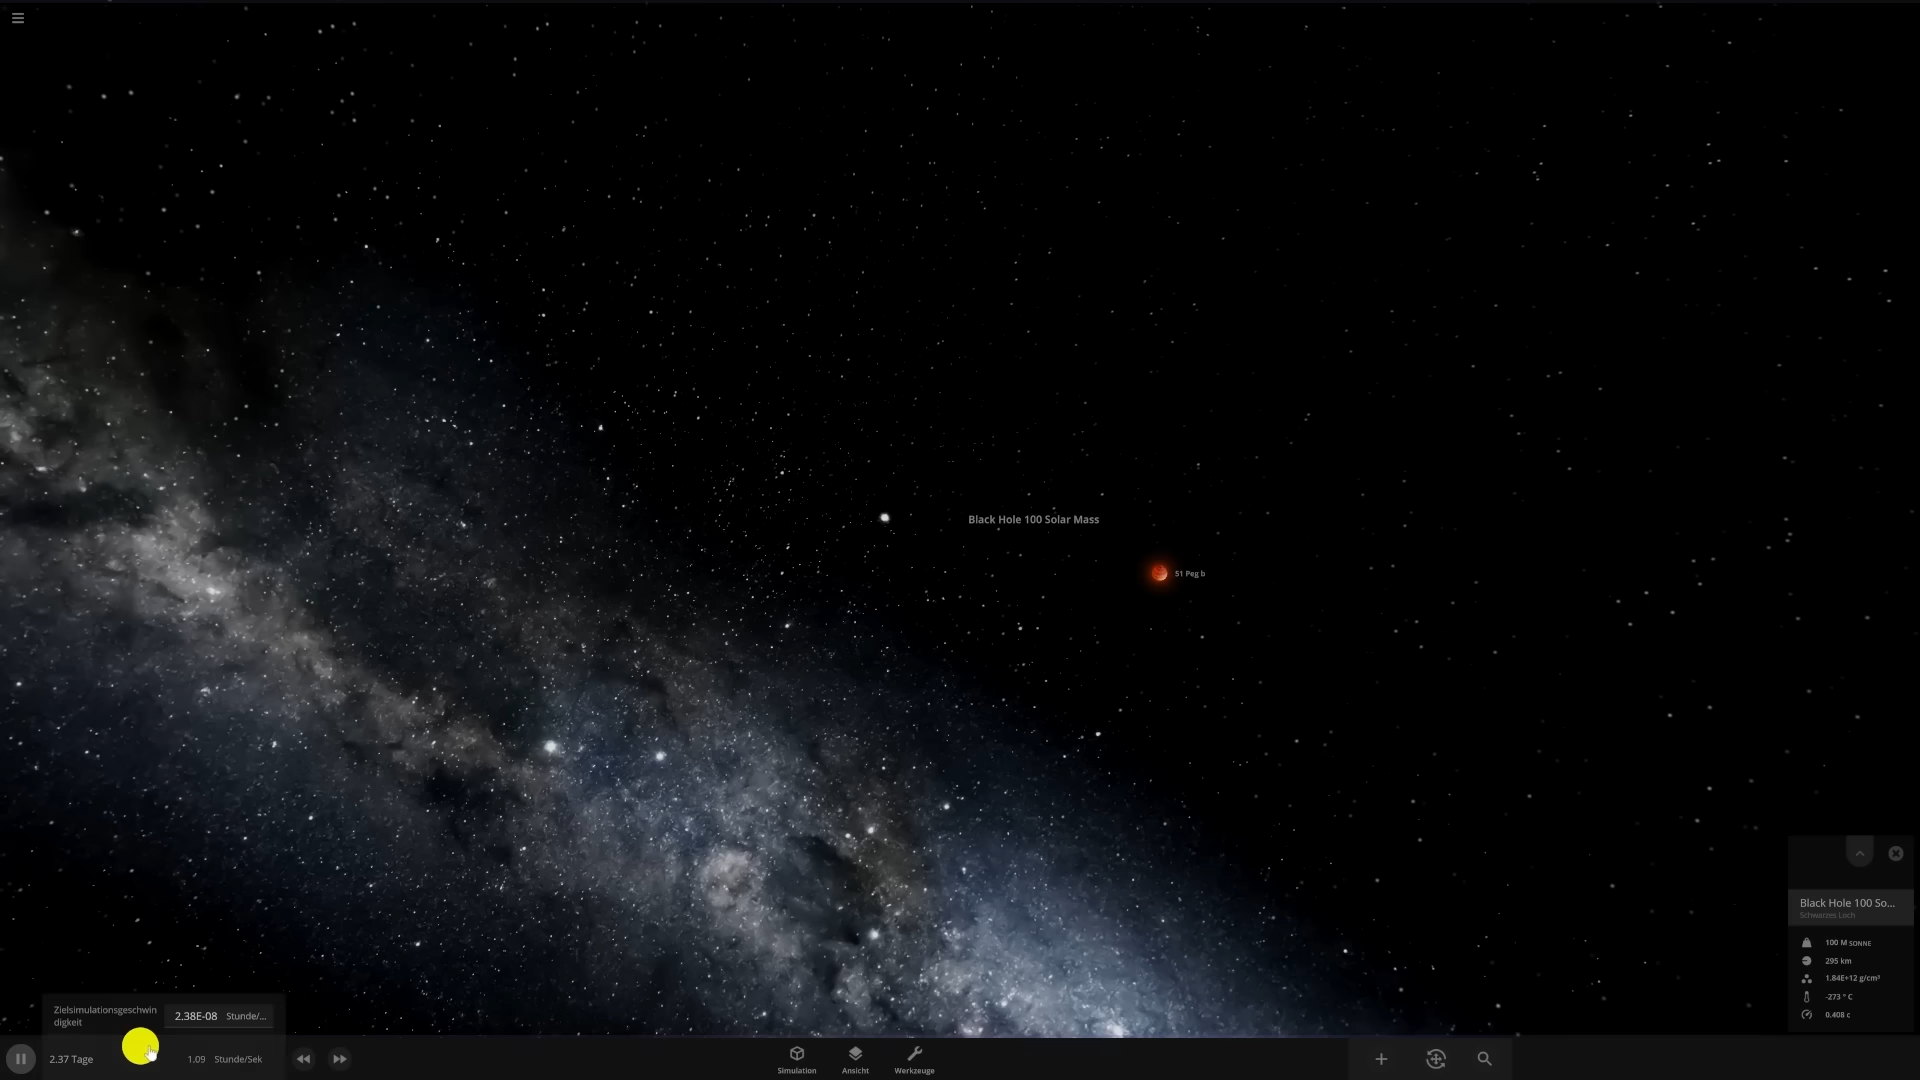 Black Hole 100 Solar Mass
51 Peg b
Black Hole 100 So...
Schwarzes Loch
100 M SONNE
295 km
1.84E+12 g/cm³
-273 ° C
0.408 c
Zielsimulationsgeschwin
digkeit
2,38E-08 Stunde/...
2.37 Tage
1.09 Stunde/Sek
Simulation
Ansicht
Werkzeuge